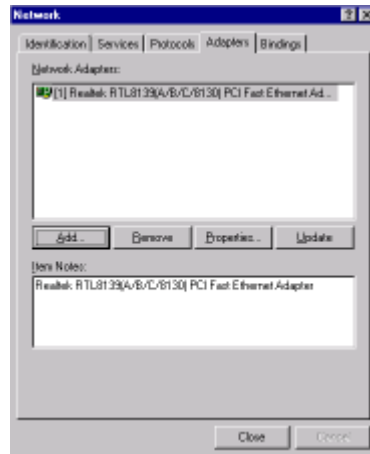 Network
Identification Services Protocols Adapters Bindings
Network Adapters:
[1] Realtek RTL8139(A/B/C/8130) PCI Fast Ethernet Ad...
Add... Remove Properties... Update
Item Notes:
Realtek RTL8139(A/B/C/8130) PCI Fast Ethernet Adapter
Close Cancel